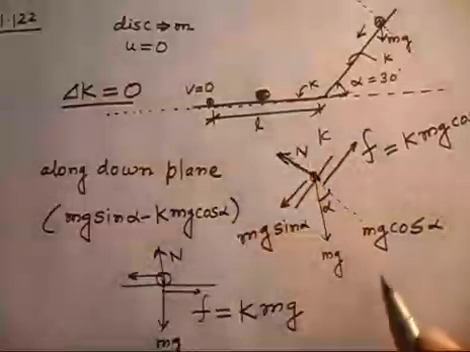 1.122
disc ⇒ m
u = 0
mg
K
ΔK = 0
v=0
K
α = 30°
l
N
K
f = Kmgco
along down plane
(mgsinα - Kmgcosα)
mgsinα
α
mgcosα
mg
N
f = Kmg
mg